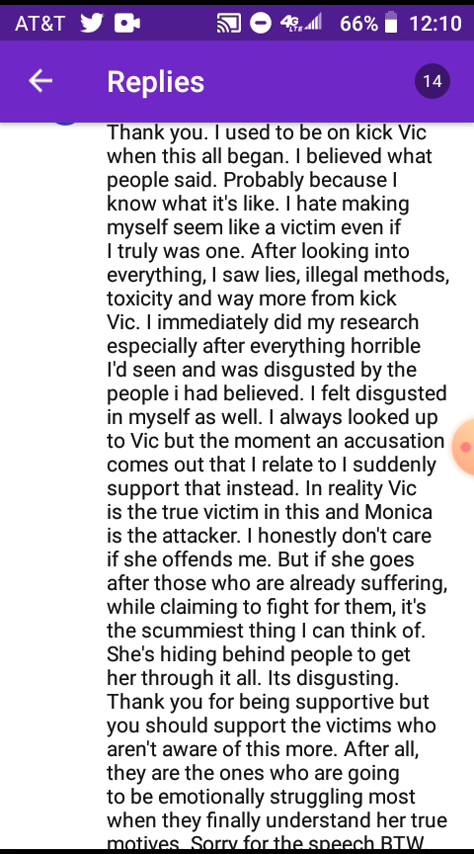 AT&T 4G LTE 66% 12:10
Replies 14
Thank you. I used to be on kick Vic
when this all began. I believed what
people said. Probably because I
know what it's like. I hate making
myself seem like a victim even if
I truly was one. After looking into
everything, I saw lies, illegal methods,
toxicity and way more from kick
Vic. I immediately did my research
especially after everything horrible
I'd seen and was disgusted by the
people i had believed. I felt disgusted
in myself as well. I always looked up
to Vic but the moment an accusation
comes out that I relate to I suddenly
support that instead. In reality Vic
is the true victim in this and Monica
is the attacker. I honestly don't care
if she offends me. But if she goes
after those who are already suffering,
while claiming to fight for them, it's
the scummiest thing I can think of.
She's hiding behind people to get
her through it all. Its disgusting.
Thank you for being supportive but
you should support the victims who
aren't aware of this more. After all,
they are the ones who are going
to be emotionally struggling most
when they finally understand her true
motives. Sorry for the speech BTW